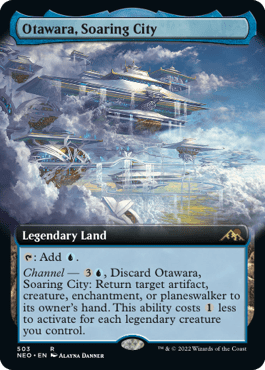 Otawara, Soaring City
Legendary Land
: Add .
Channel — 3, Discard Otawara,
Soaring City: Return target artifact,
creature, enchantment, or planeswalker to
its owner's hand. This ability costs 1 less
to activate for each legendary creature
you control.
503 R
NEO • EN ALAYNA DANNER
™ & © 2022 Wizards of the Coast